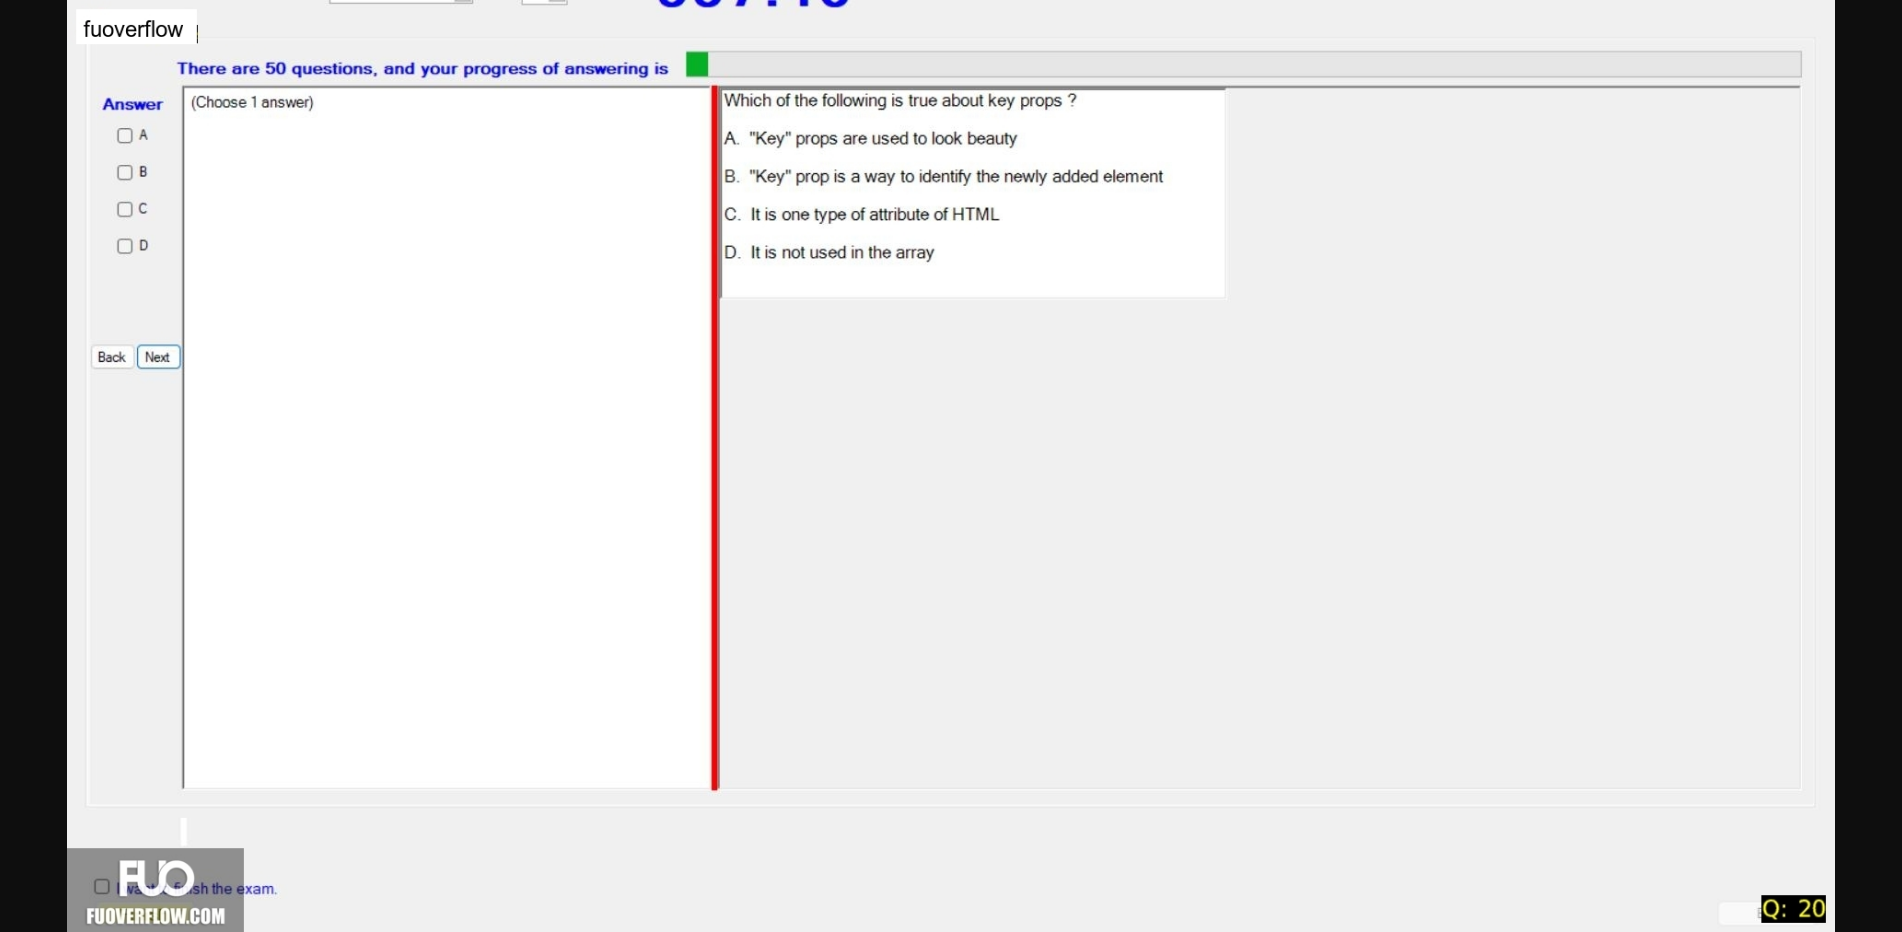 fuoverflow
There are 50 questions, and your progress of answering is
Answer
(Choose 1 answer)
A
B
C
D
Back Next
Which of the following is true about key props ?
A. "Key" props are used to look beauty
B. "Key" prop is a way to identify the newly added element
C. It is one type of attribute of HTML
D. It is not used in the array
FUO
sh the exam.
FUOVERFLOW.COM
Q: 20